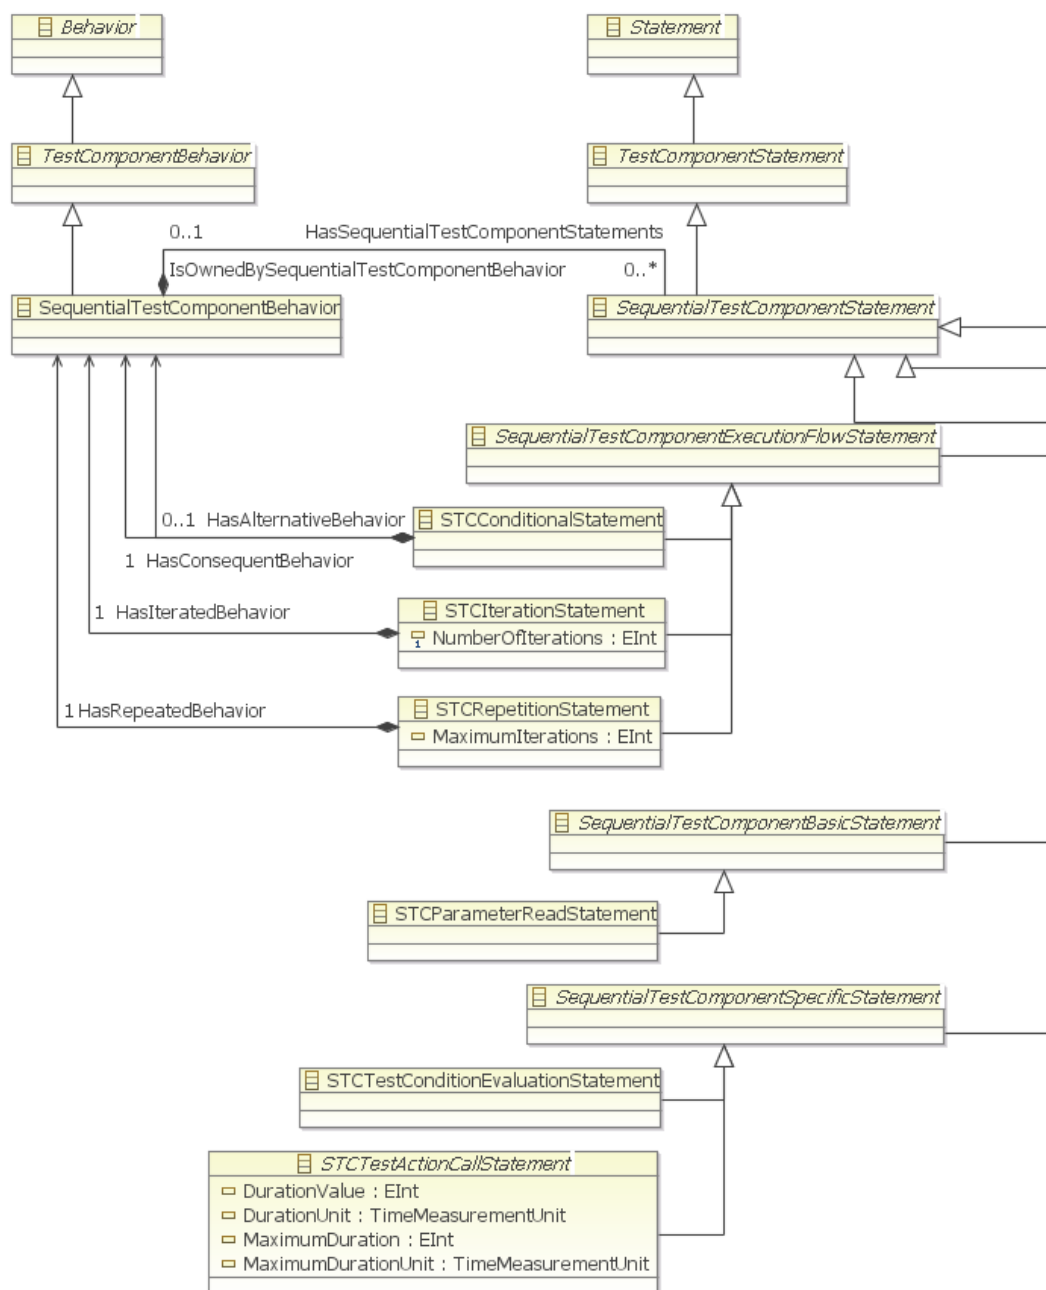 Behavior
Statement
TestComponentBehavior
TestComponentStatement
0..1 HasSequentialTestComponentStatements
IsOwnedBySequentialTestComponentBehavior 0..*
SequentialTestComponentBehavior
SequentialTestComponentStatement
SequentialTestComponentExecutionFlowStatement
0..1 HasAlternativeBehavior
STCConditionalStatement
1 HasConsequentBehavior
1 HasIteratedBehavior
STCIterationStatement
1 NumberOfIterations : EInt
1 HasRepeatedBehavior
STCRepetitionStatement
MaximumIterations : EInt
SequentialTestComponentBasicStatement
STCParameterReadStatement
SequentialTestComponentSpecificStatement
STCTestConditionEvaluationStatement
STCTestActionCallStatement
DurationValue : EInt
DurationUnit : TimeMeasurementUnit
MaximumDuration : EInt
MaximumDurationUnit : TimeMeasurementUnit